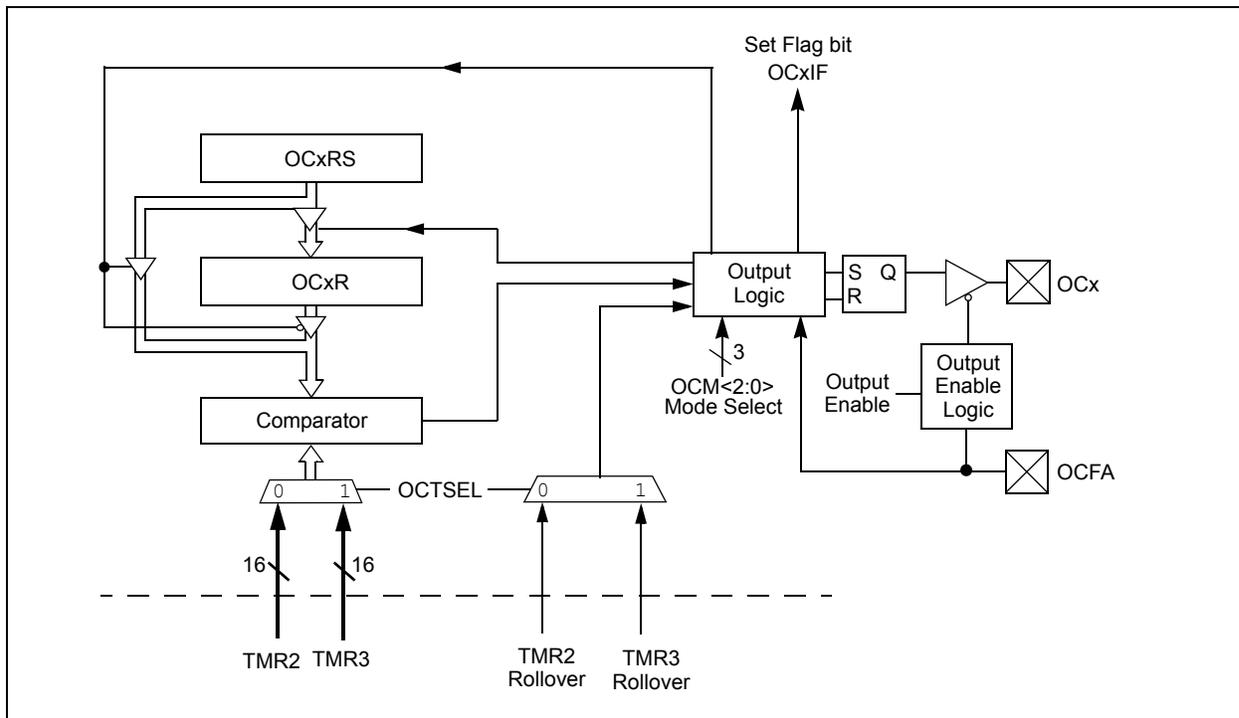 Set Flag bit
OCxIF
OCxRS
OCxR
Output
Logic
S Q
R
OCx
3
OCM<2:0>
Mode Select
Output
Enable
Output
Enable
Logic
Comparator
OCFA
0 1
OCTSEL
0 1
16
16
TMR2
TMR3
TMR2
Rollover
TMR3
Rollover